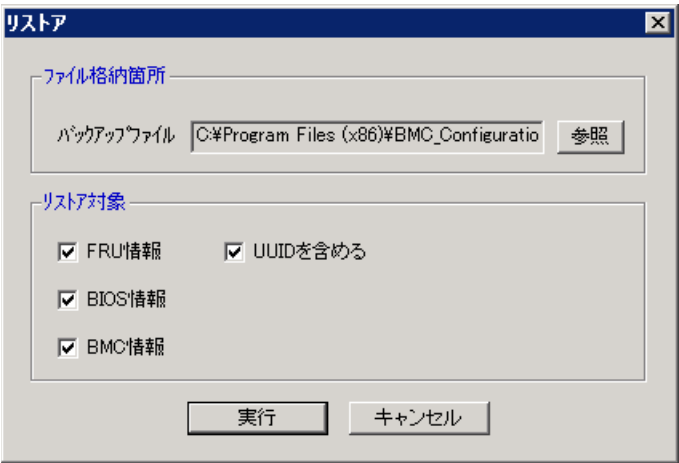 リストア
ファイル格納箇所
バックアップファイル C:¥Program Files (x86)¥BMC_Configuratio 参照
リストア対象
FRU情報 UUIDを含める
BIOS情報
BMC情報
実行 キャンセル